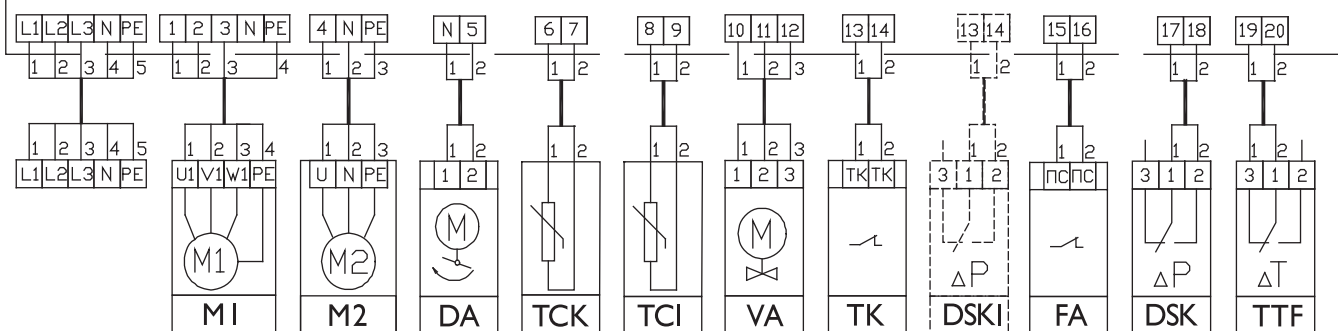 L1 L2 L3 N PE 1 2 3 N PE 4 N PE N 5 6 7 8 9 10 11 12 13 14 13 14 15 16 17 18 19 20
1 2 3 4 5 1 2 3 4 1 2 3 1 2 1 2 1 2 1 2 3 1 2 1 2 1 2 1 2 1 2
1 2 3 4 5 1 2 3 4 1 2 3 1 2 1 2 1 2 1 2 3 1 2 1 2 1 2 1 2 1 2
L1 L2 L3 N PE U1 V1 W1 PE U N PE 1 2 1 2 3 ТК ТК 3 1 2 ПС ПС 3 1 2 3 1 2
M1 M2 M M
ΔP ΔP ΔT
M1 M2 DA TCK TCI VA TK DSK1 FA DSK TTF